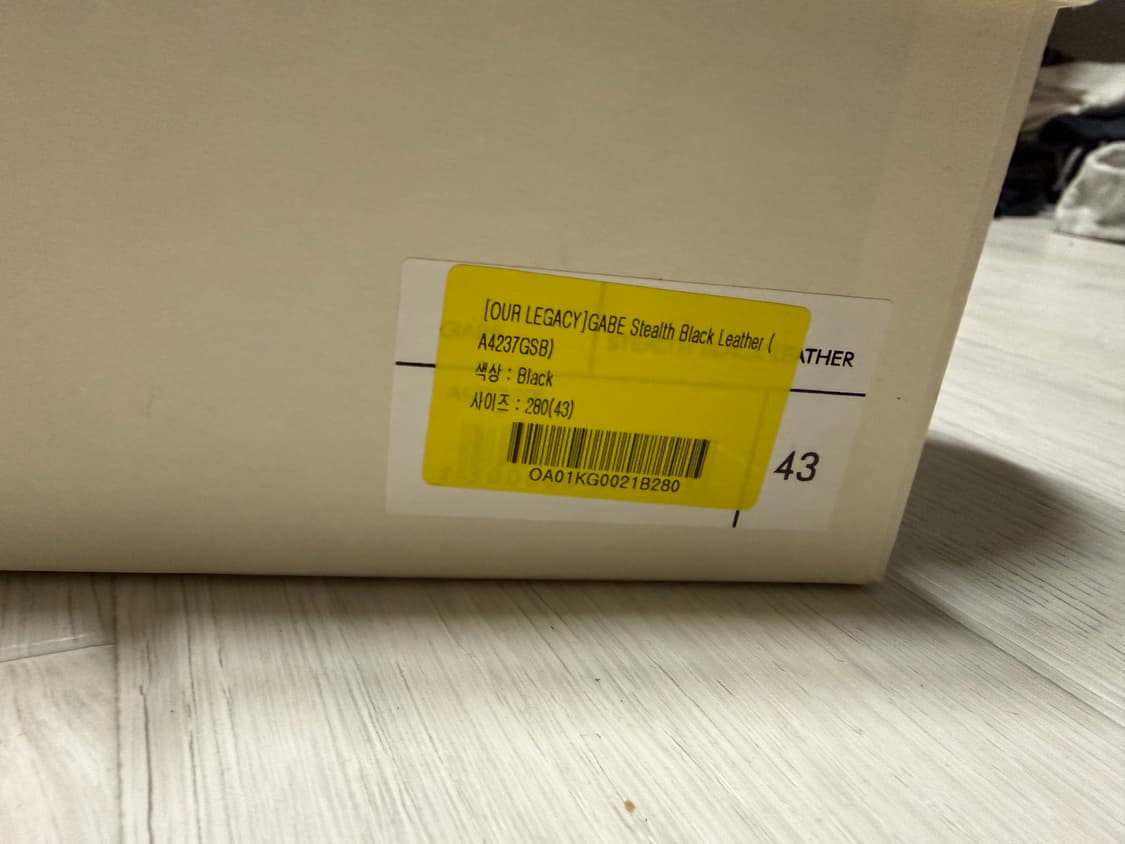 [OUR LEGACY]GABE Stealth Black Leather (
A4237GSB)
색상 : Black
사이즈 : 280(43)
OA01KG0021B280
ATHER
43